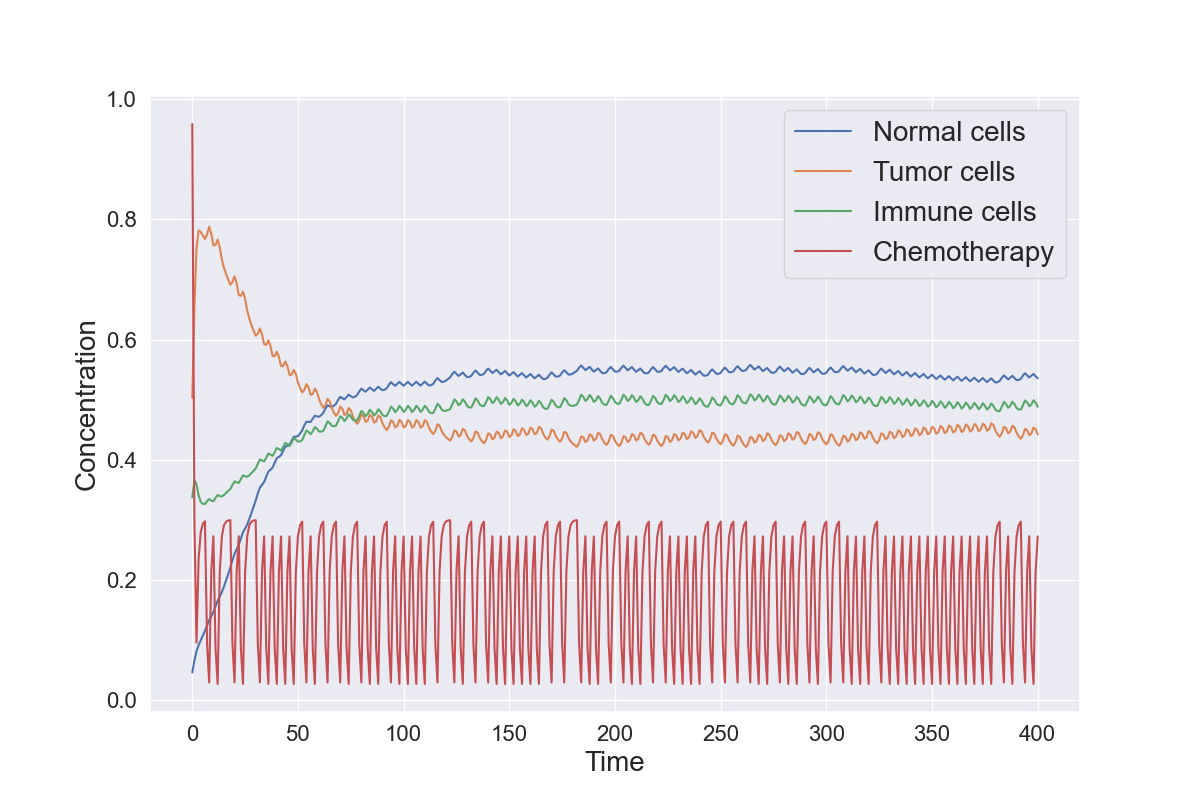 Normal cells
Tumor cells
Immune cells
Chemotherapy
Concentration
1.0
0.8
0.6
0.4
0.2
0.0
0 50 100 150 200 250 300 350 400
Time